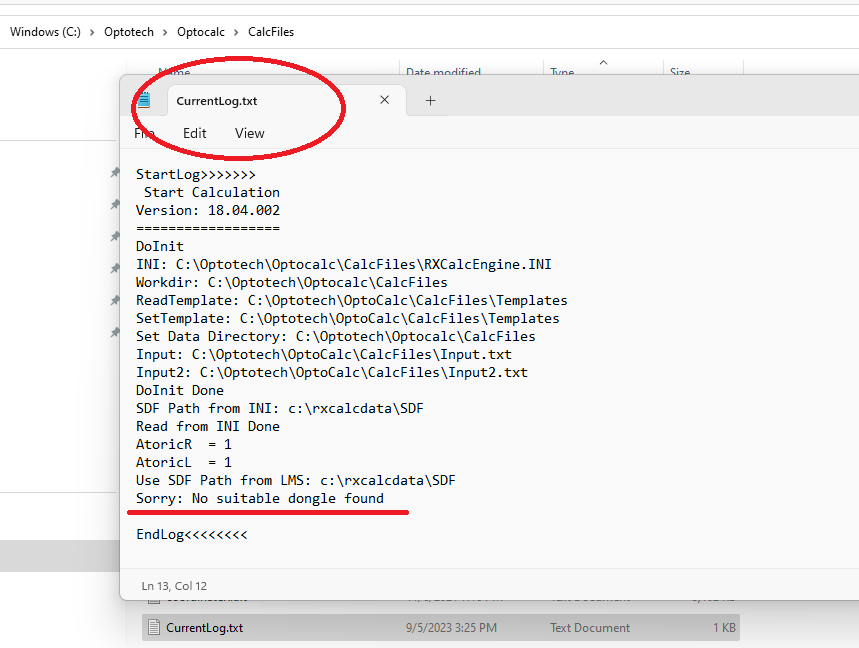 Windows (C:) > Optotech > Optocalc > CalcFiles
Name Date modified Type Size
CurrentLog.txt
File Edit View
StartLog>>>>>>>
Start Calculation
Version: 18.04.002
==================
DoInit
INI: C:\Optotech\Optocalc\CalcFiles\RXCalcEngine.INI
Workdir: C:\Optotech\Optocalc\CalcFiles
ReadTemplate: C:\Optotech\OptoCalc\CalcFiles\Templates
SetTemplate: C:\Optotech\OptoCalc\CalcFiles\Templates
Set Data Directory: C:\Optotech\Optocalc\CalcFiles
Input: C:\Optotech\OptoCalc\CalcFiles\Input.txt
Input2: C:\Optotech\OptoCalc\CalcFiles\Input2.txt
DoInit Done
SDF Path from INI: c:\rxcalcdata\SDF
Read from INI Done
AtoricR  = 1
AtoricL  = 1
Use SDF Path from LMS: c:\rxcalcdata\SDF
Sorry: No suitable dongle found
EndLog<<<<<<<<
Ln 13, Col 12
CurrentLog.txt 9/5/2023 3:25 PM Text Document 1 KB